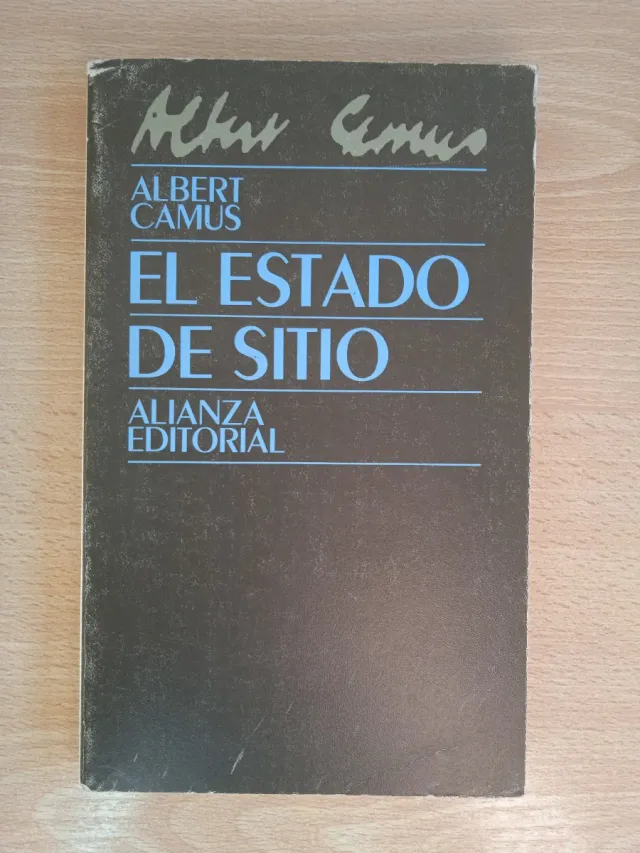 Albert Camus
ALBERT
CAMUS
EL ESTADO
DE SITIO
ALIANZA
EDITORIAL